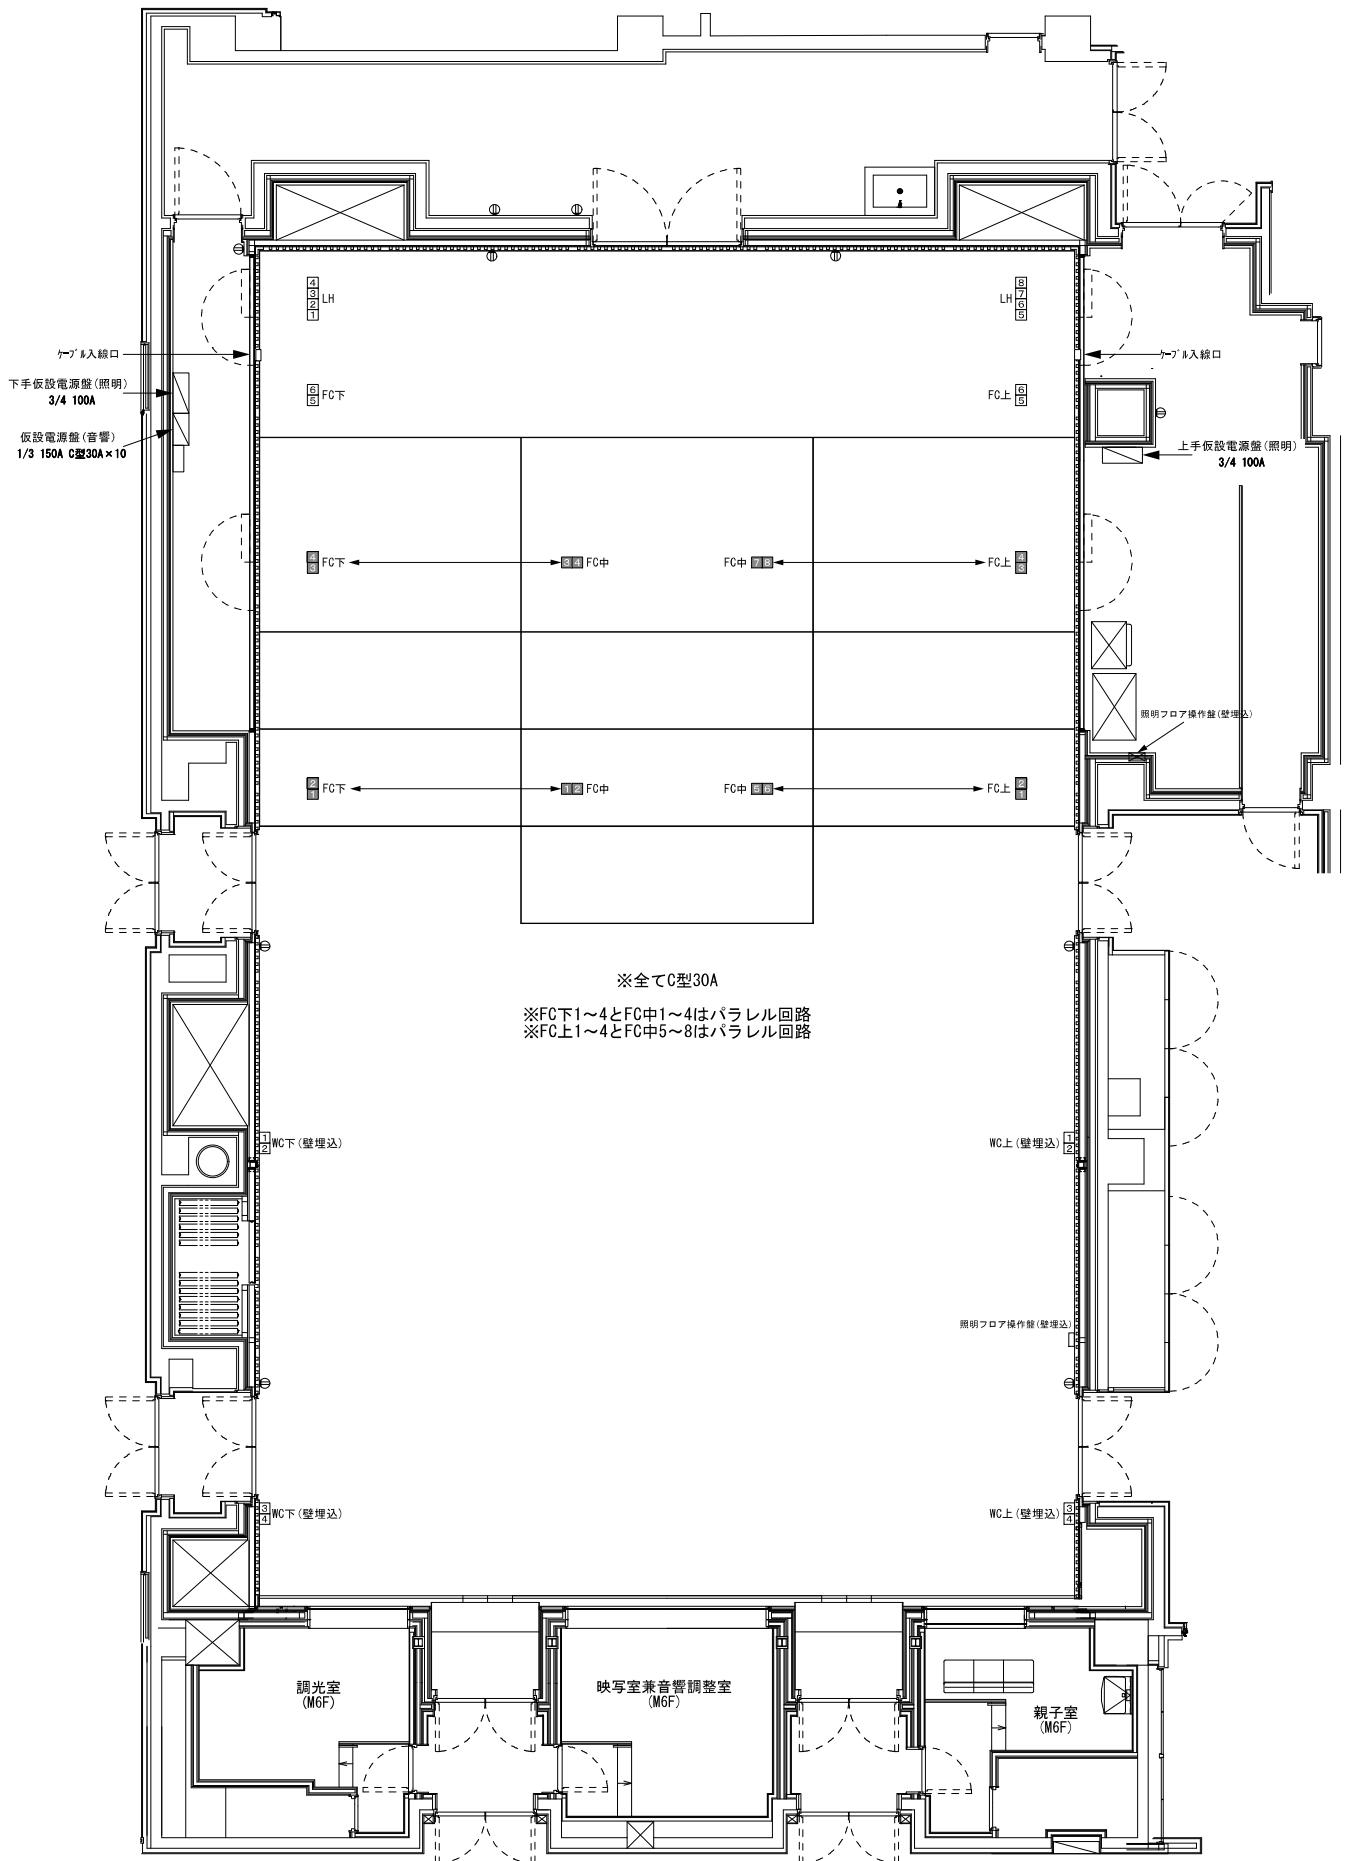 4
3
2
1
LH
LH
8
7
6
5
ケーブル入線口
ケーブル入線口
下手仮設電源盤(照明)
3/4 100A
6
5
FC下
FC上
6
5
仮設電源盤(音響)
1/3 150A C型30A×10
上手仮設電源盤(照明)
3/4 100A
4
3
FC下
3 4 FC中
FC中 7 8
FC上
4
3
照明フロア操作盤(壁埋込)
2
1
FC下
1 2 FC中
FC中 5 6
FC上
2
1
※全てC型30A
※FC下1～4とFC中1～4はパラレル回路
※FC上1～4とFC中5～8はパラレル回路
1
2
WC下(壁埋込)
WC上(壁埋込)
1
2
照明フロア操作盤(壁埋込)
3
4
WC下(壁埋込)
WC上(壁埋込)
3
4
調光室
(M6F)
映写室兼音響調整室
(M6F)
親子室
(M6F)